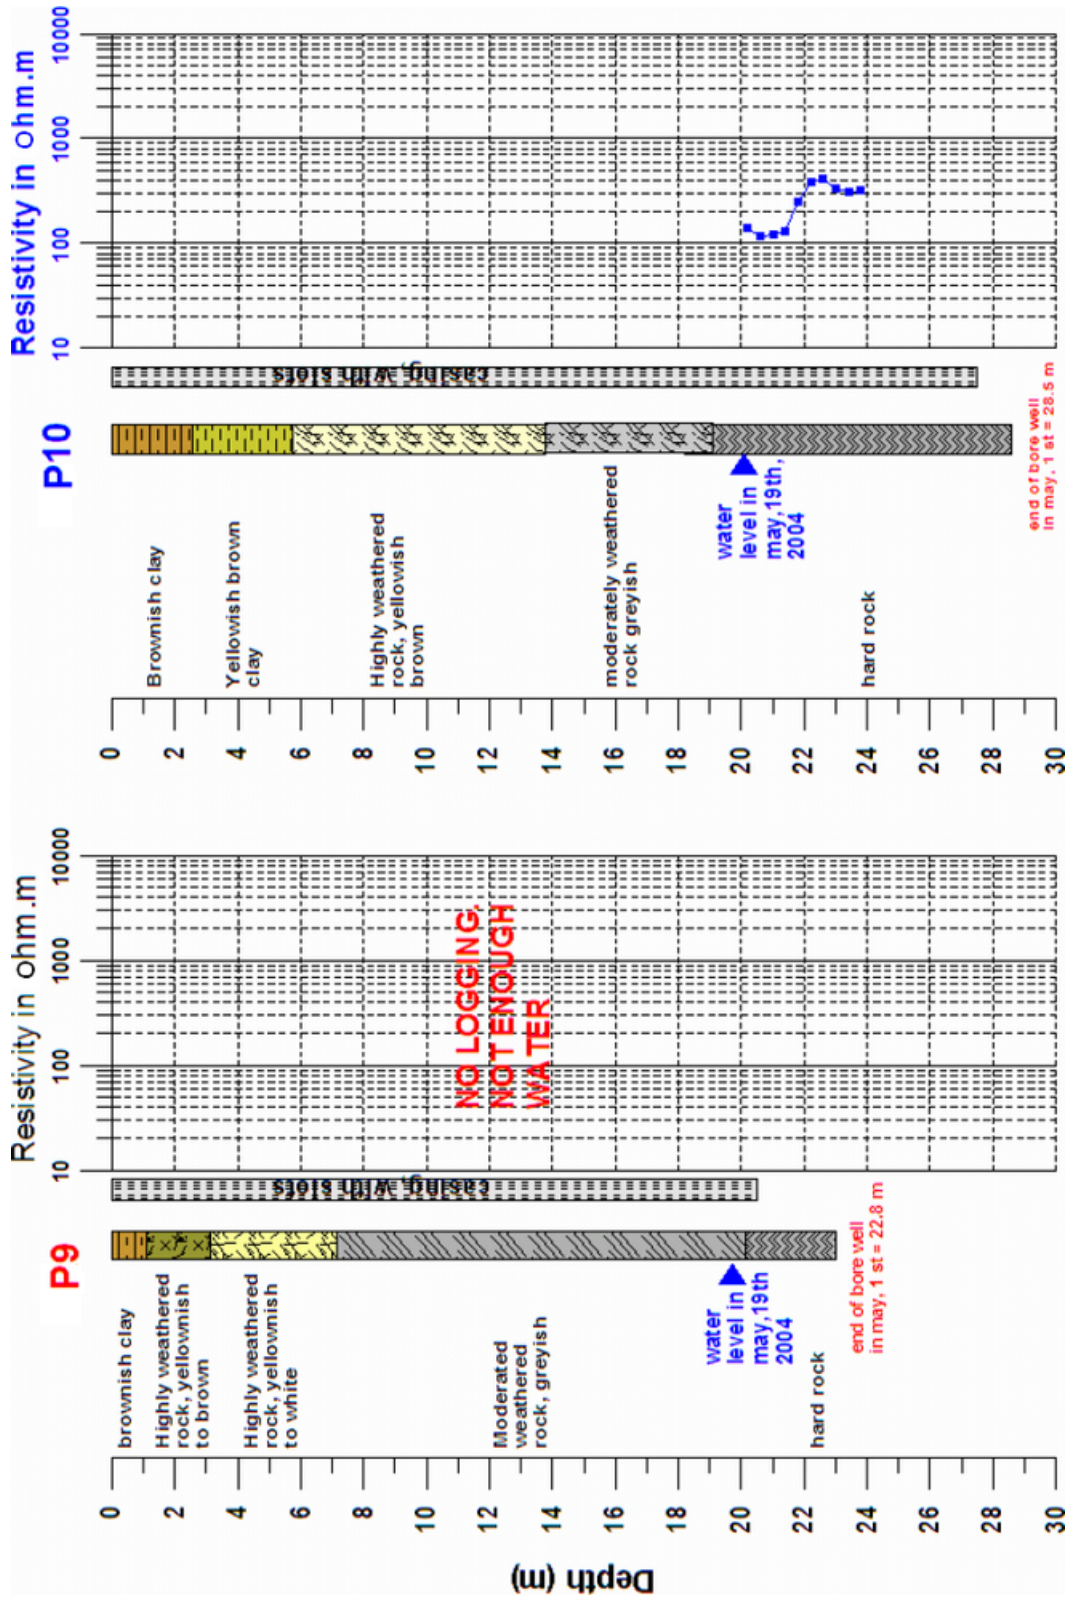 P9
P10
Resistivity in ohm.m
Resistivity in Ohm.m
Depth (m)
0
2
4
6
8
10
12
14
16
18
20
22
24
26
28
30
brownish clay
Highly weathered
rock, yellownish
to brown
Highly weathered
rock, yellownish
to white
Moderated
weathered
rock, greyish
hard rock
water
level in
may,19th
2004
end of bore well
in may, 1 st = 22.8 m
casing, with slots
10
100
1000
10000
NO LOGGING.
NOT ENOUGH
WATER
0
2
4
6
8
10
12
14
16
18
20
22
24
26
28
30
Brownish clay
Yellowish brown
clay
Highly weathered
rock, yellowish
brown
moderately weathered
rock greyish
hard rock
water
level in
may,19th,
2004
end of bore well
in may, 1 st = 28.5 m
casing, with slots
10
100
1000
10000